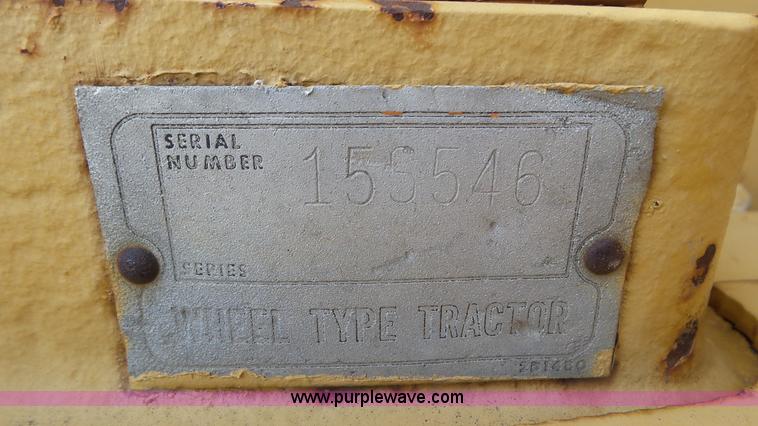 SERIAL
NUMBER 15S546
SERIES
WHEEL TYPE TRACTOR
www.purplewave.com